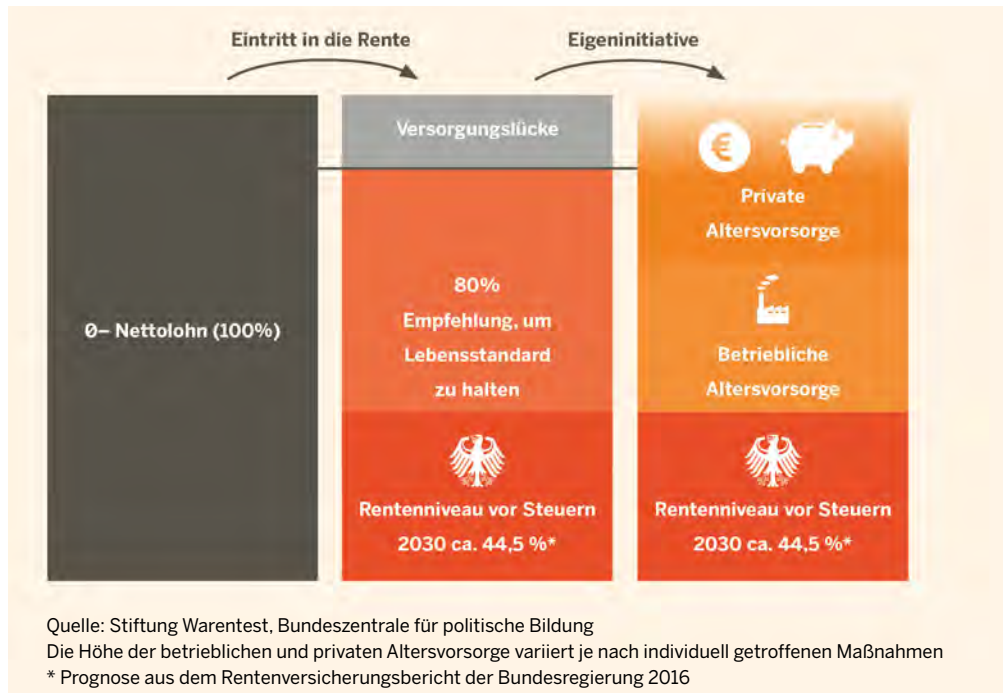 Eintritt in die Rente
Eigeninitiative
Ø– Nettolohn (100%)
Versorgungslücke
80%
Empfehlung, um
Lebensstandard
zu halten
Rentenniveau vor Steuern
2030 ca. 44,5 %*
€
Private
Altersvorsorge
Betriebliche
Altersvorsorge
Rentenniveau vor Steuern
2030 ca. 44,5 %*
Quelle: Stiftung Warentest, Bundeszentrale für politische Bildung
Die Höhe der betrieblichen und privaten Altersvorsorge variiert je nach individuell getroffenen Maßnahmen
* Prognose aus dem Rentenversicherungsbericht der Bundesregierung 2016